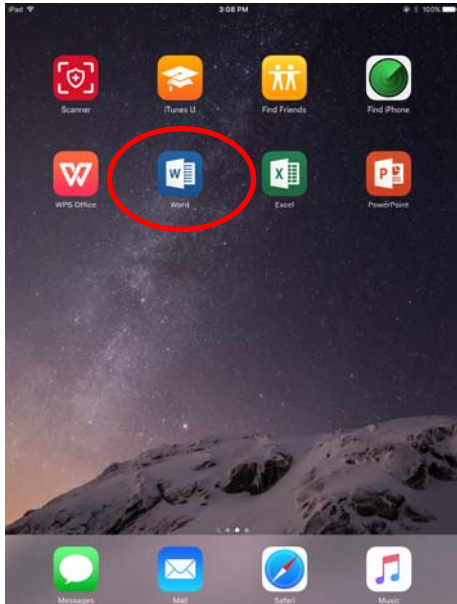 iPad 3:08 PM 100%
Scanner iTunes U Find Friends Find iPhone
W W X P
WPS Office Word Excel PowerPoint
Messages Mail Safari Music